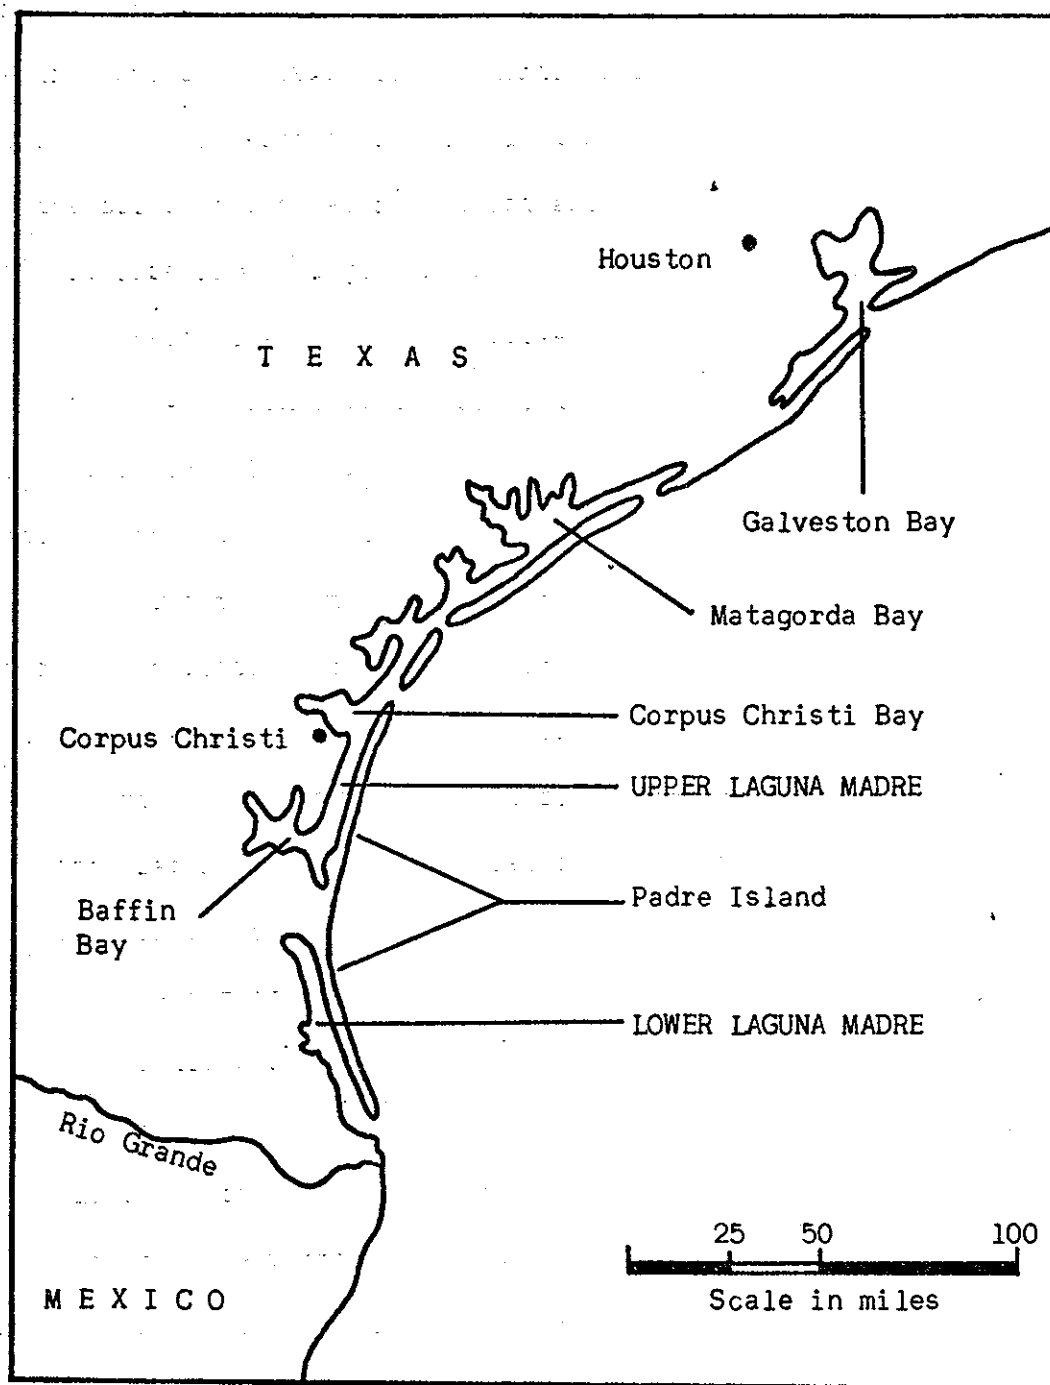 Houston
T E X A S
Galveston Bay
Matagorda Bay
Corpus Christi Bay
Corpus Christi
UPPER LAGUNA MADRE
Padre Island
Baffin
Bay
LOWER LAGUNA MADRE
Rio Grande
25 50 100
Scale in miles
M E X I C O